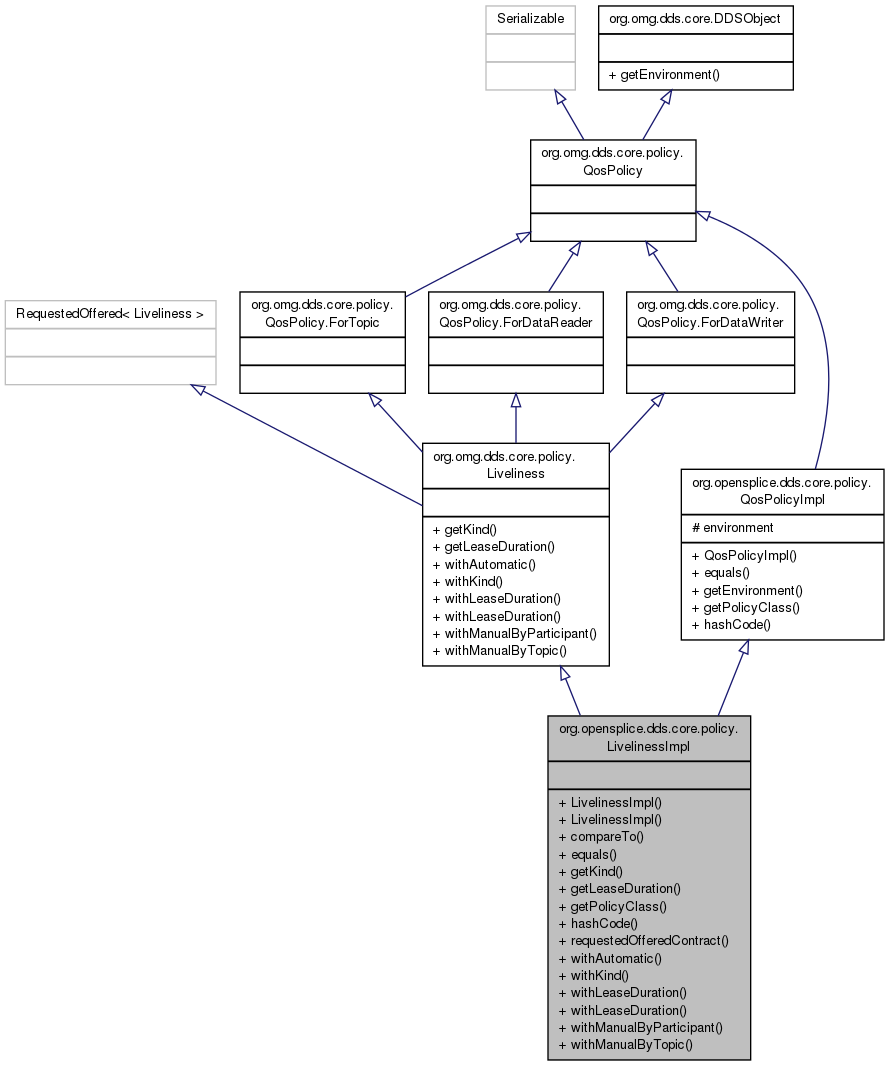 Serializable
org.omg.dds.core.DDSObject
+ getEnvironment()
org.omg.dds.core.policy.
QosPolicy
RequestedOffered< Liveliness >
org.omg.dds.core.policy.
QosPolicy.ForTopic
org.omg.dds.core.policy.
QosPolicy.ForDataReader
org.omg.dds.core.policy.
QosPolicy.ForDataWriter
org.omg.dds.core.policy.
Liveliness
+ getKind()
+ getLeaseDuration()
+ withAutomatic()
+ withKind()
+ withLeaseDuration()
+ withLeaseDuration()
+ withManualByParticipant()
+ withManualByTopic()
org.opensplice.dds.core.policy.
QosPolicyImpl
# environment
+ QosPolicyImpl()
+ equals()
+ getEnvironment()
+ getPolicyClass()
+ hashCode()
org.opensplice.dds.core.policy.
LivelinessImpl
+ LivelinessImpl()
+ LivelinessImpl()
+ compareTo()
+ equals()
+ getKind()
+ getLeaseDuration()
+ getPolicyClass()
+ hashCode()
+ requestedOfferedContract()
+ withAutomatic()
+ withKind()
+ withLeaseDuration()
+ withLeaseDuration()
+ withManualByParticipant()
+ withManualByTopic()